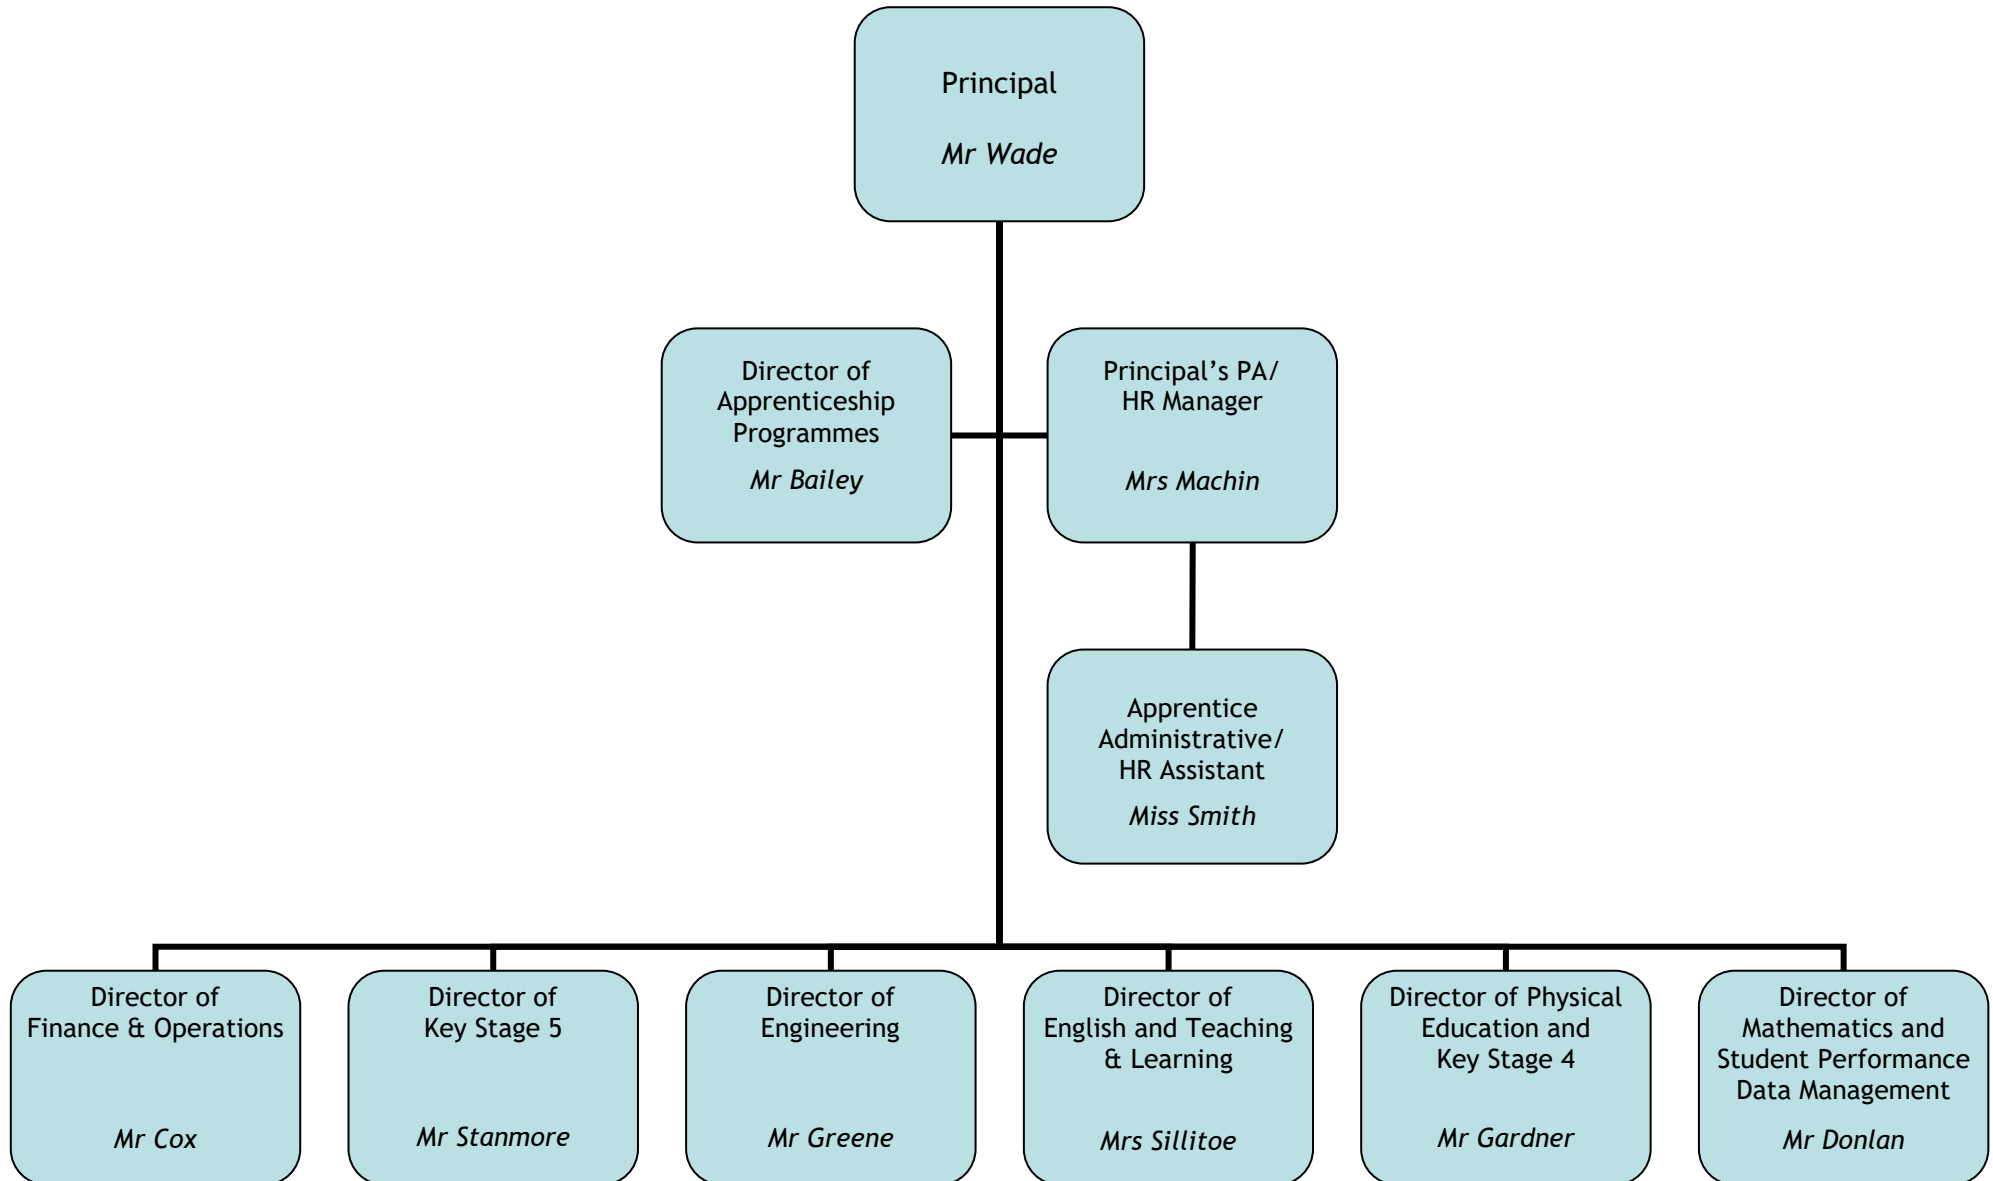 Principal
Mr Wade
Director of
Apprenticeship
Programmes
Mr Bailey
Principal’s PA/
HR Manager
Mrs Machin
Apprentice
Administrative/
HR Assistant
Miss Smith
Director of
Finance & Operations
Mr Cox
Director of
Key Stage 5
Mr Stanmore
Director of
Engineering
Mr Greene
Director of
English and Teaching
& Learning
Mrs Sillitoe
Director of Physical
Education and
Key Stage 4
Mr Gardner
Director of
Mathematics and
Student Performance
Data Management
Mr Donlan